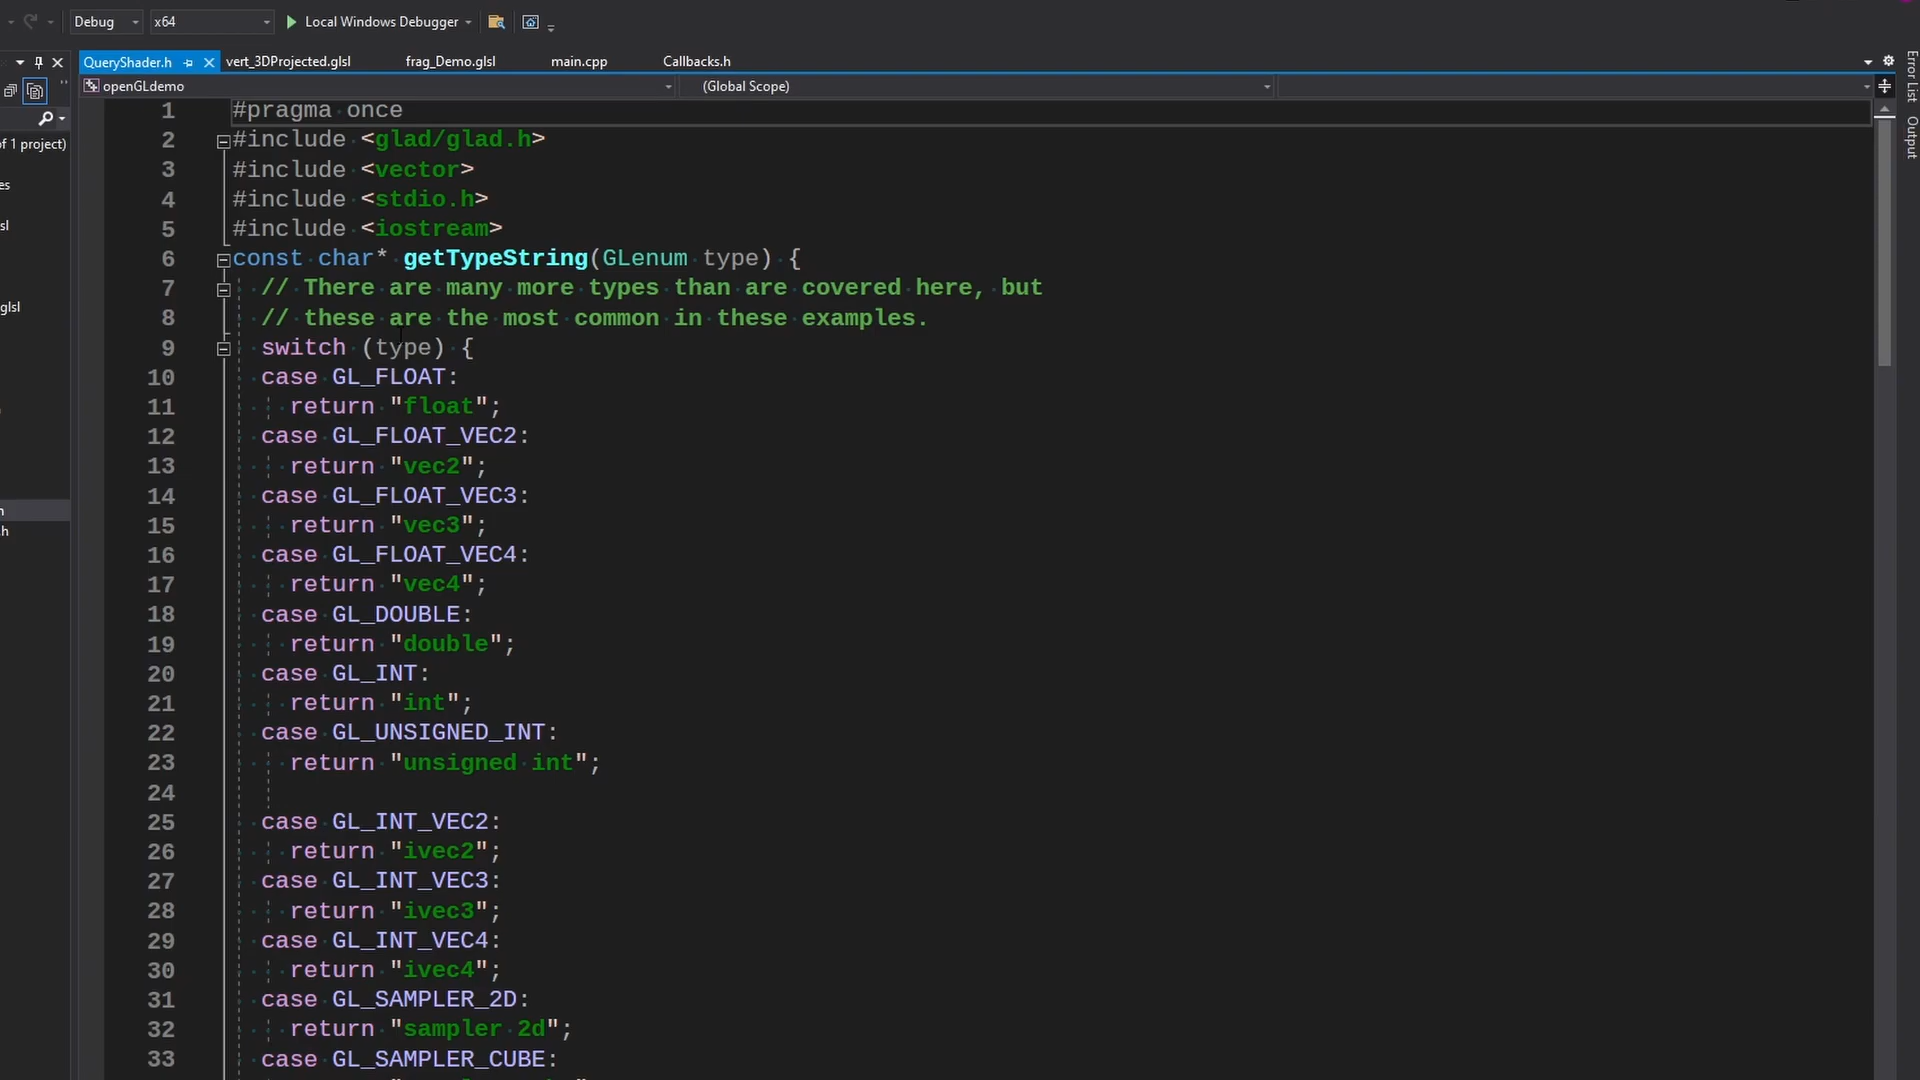 Debug x64 Local Windows Debugger
QueryShader.h vert_3DProjected.glsl frag_Demo.glsl main.cpp Callbacks.h
openGLdemo (Global Scope)
of 1 project)
es
sl
glsl
h
.h
Error List
Output
1 #pragma once
2 #include <glad/glad.h>
3 #include <vector>
4 #include <stdio.h>
5 #include <iostream>
6 const char* getTypeString(GLenum type) {
7 // There are many more types than are covered here, but
8 // these are the most common in these examples.
9 switch (type) {
10 case GL_FLOAT:
11 return "float";
12 case GL_FLOAT_VEC2:
13 return "vec2";
14 case GL_FLOAT_VEC3:
15 return "vec3";
16 case GL_FLOAT_VEC4:
17 return "vec4";
18 case GL_DOUBLE:
19 return "double";
20 case GL_INT:
21 return "int";
22 case GL_UNSIGNED_INT:
23 return "unsigned int";
24
25 case GL_INT_VEC2:
26 return "ivec2";
27 case GL_INT_VEC3:
28 return "ivec3";
29 case GL_INT_VEC4:
30 return "ivec4";
31 case GL_SAMPLER_2D:
32 return "sampler 2d";
33 case GL_SAMPLER_CUBE: